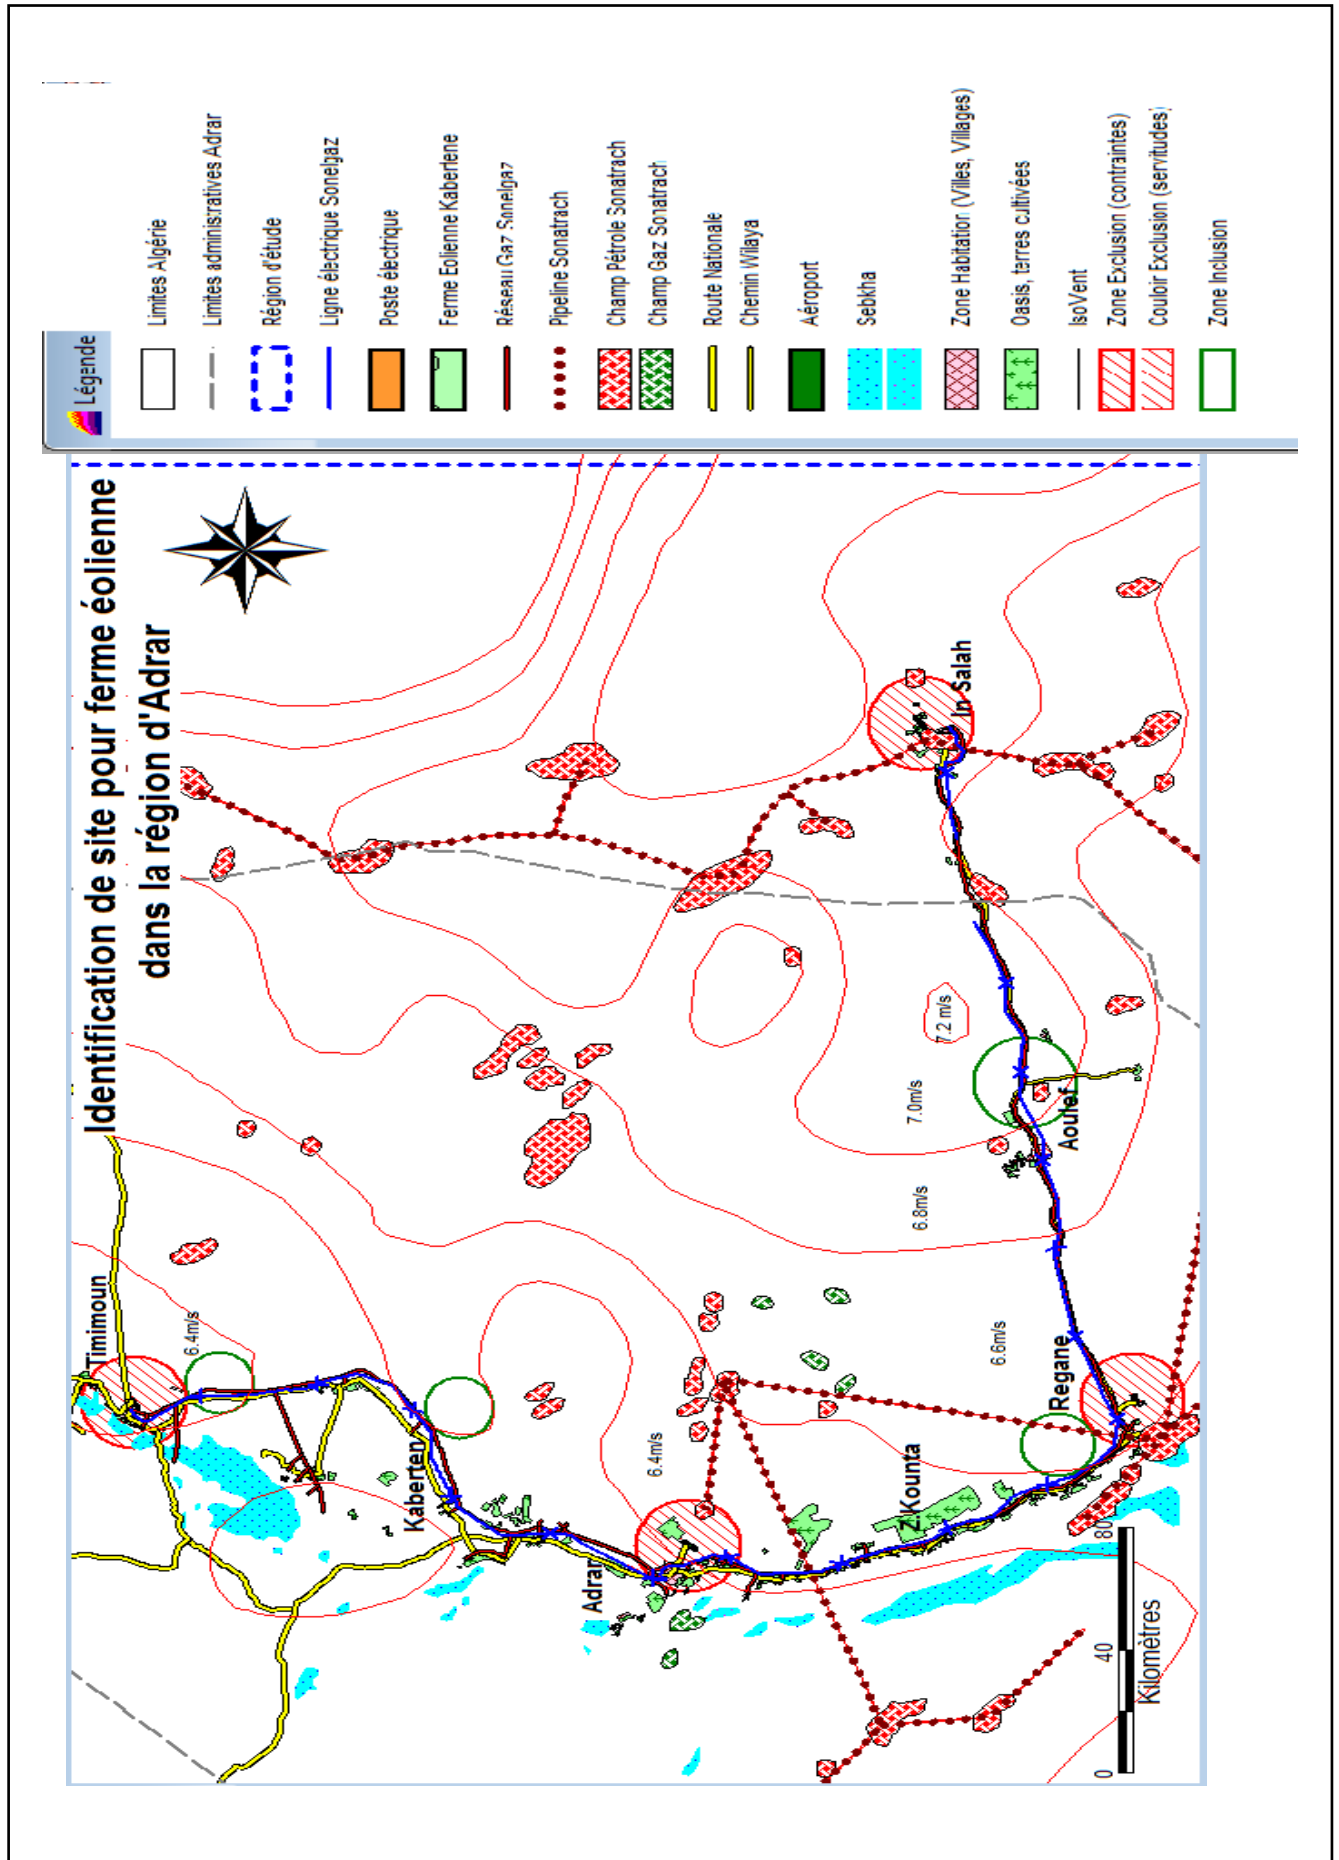 Identification de site pour ferme éolienne
dans la région d'Adrar
Timimoun
6.4m/s
Kaberten
Adrar
6.4m/s
Z.Kounta
Regane
6.6m/s
6.8m/s
7.0m/s
7.2 m/s
Aoulef
In Salah
0 40 80
Kilomètres
Légende
Limites Algérie
Limites administratives Adrar
Région d'étude
Ligne électrique Sonelgaz
Poste électrique
Ferme Eolienne Kabertene
Réseau Gaz Sonelgaz
Pipeline Sonatrach
Champ Pétrole Sonatrach
Champ Gaz Sonatrach
Route Nationale
Chemin Wilaya
Aéroport
Sebkha
Zone Habitation (Villes, Villages)
Oasis, terres cultivées
IsoVent
Zone Exclusion (contraintes)
Couloir Exclusion (servitudes)
Zone Inclusion